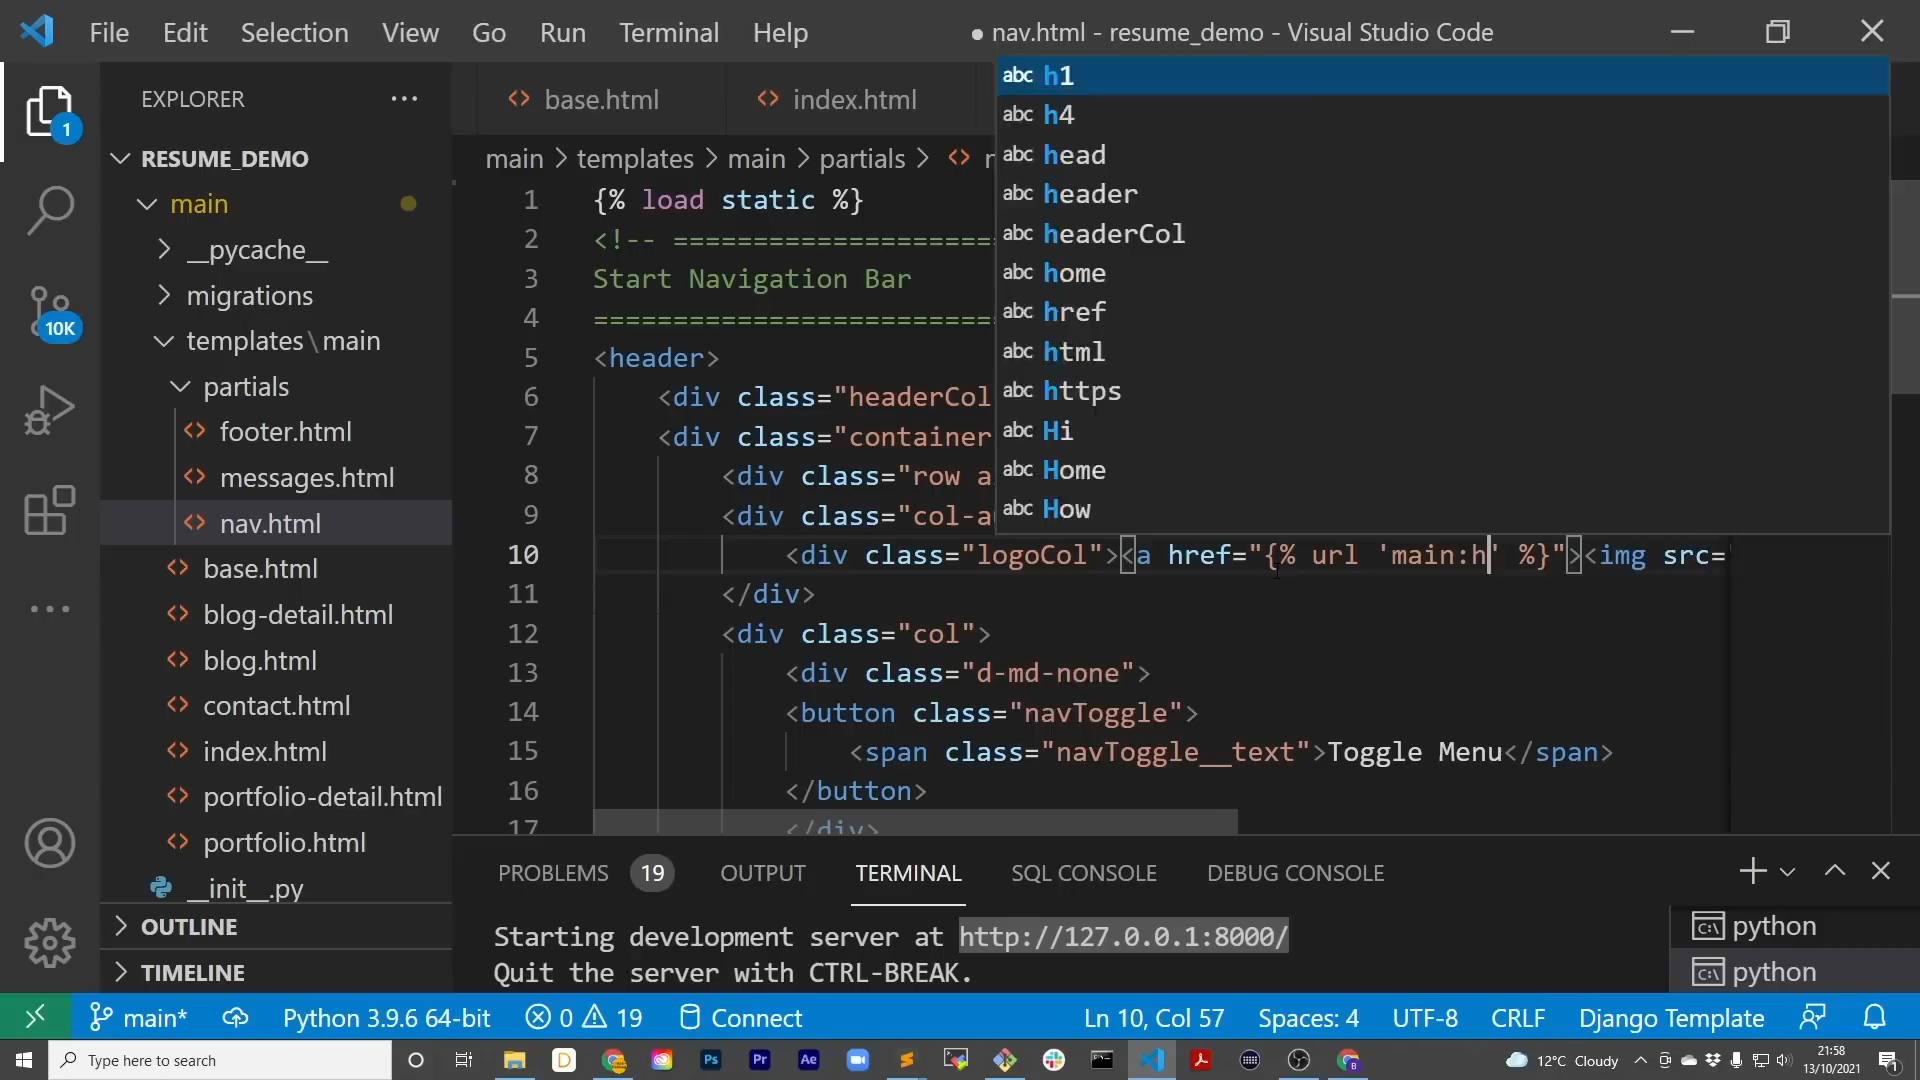 File Edit Selection View Go Run Terminal Help ● nav.html - resume_demo - Visual Studio Code
EXPLORER ...
base.html index.html
RESUME_DEMO
main > templates > main > partials >
main
__pycache__
migrations
templates\main
partials
footer.html
messages.html
nav.html
base.html
blog-detail.html
blog.html
contact.html
index.html
portfolio-detail.html
portfolio.html
__init__.py
OUTLINE
TIMELINE
1
10K
1 {% load static %}
2 <!-- ====================
3 Start Navigation Bar
4 =========================
5 <header>
6 <div class="headerCol
7 <div class="container
8 <div class="row a
9 <div class="col-a
10 <div class="logoCol"><a href="{% url 'main:h' %}"><img src=
11 </div>
12 <div class="col">
13 <div class="d-md-none">
14 <button class="navToggle">
15 <span class="navToggle__text">Toggle Menu</span>
16 </button>
17 </div>
abc h1
abc h4
abc head
abc header
abc headerCol
abc home
abc href
abc html
abc https
abc Hi
abc Home
abc How
PROBLEMS 19 OUTPUT TERMINAL SQL CONSOLE DEBUG CONSOLE
Starting development server at http://127.0.0.1:8000/
Quit the server with CTRL-BREAK.
python
python
main* Python 3.9.6 64-bit 0 19 Connect Ln 10, Col 57 Spaces: 4 UTF-8 CRLF Django Template
Type here to search
D Ps Pr Ae
12°C Cloudy
21:58
13/10/2021
1